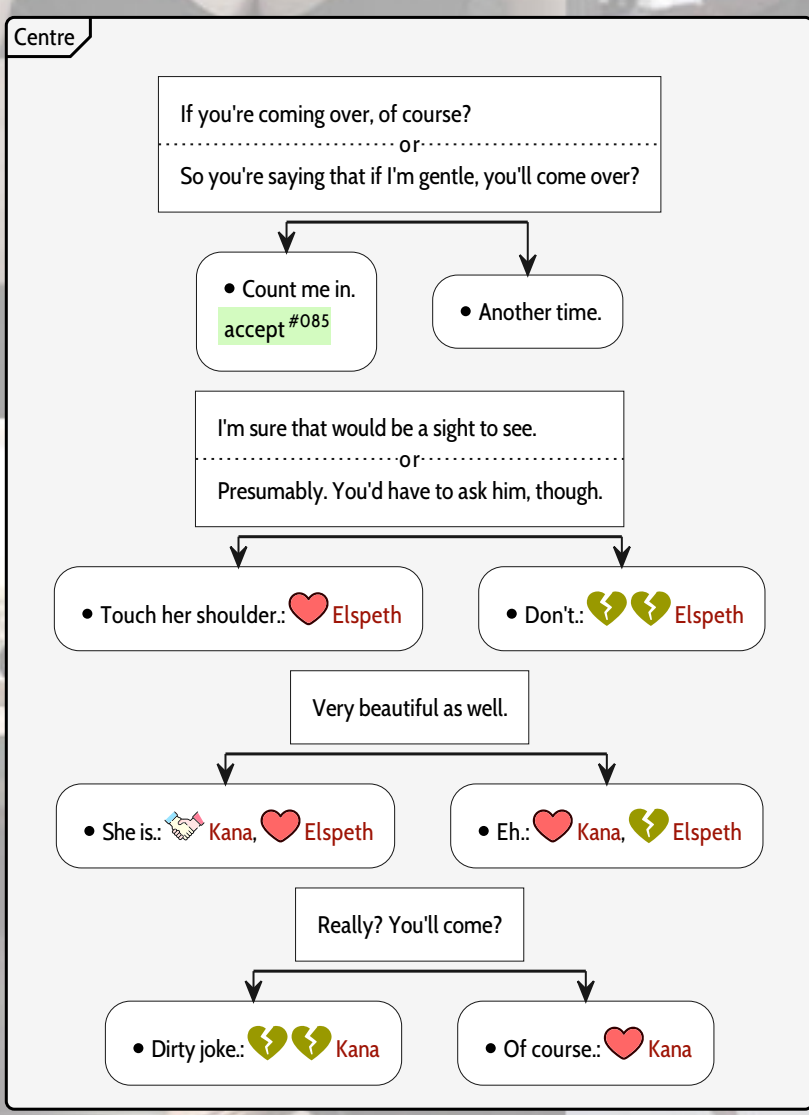 Centre
If you're coming over, of course?
or
So you're saying that if I'm gentle, you'll come over?
• Count me in.
accept #085
• Another time.
I'm sure that would be a sight to see.
or
Presumably. You'd have to ask him, though.
• Touch her shoulder.: Elspeth
• Don't.: Elspeth
Very beautiful as well.
• She is.: Kana, Elspeth
• Eh.: Kana, Elspeth
Really? You'll come?
• Dirty joke.: Kana
• Of course.: Kana